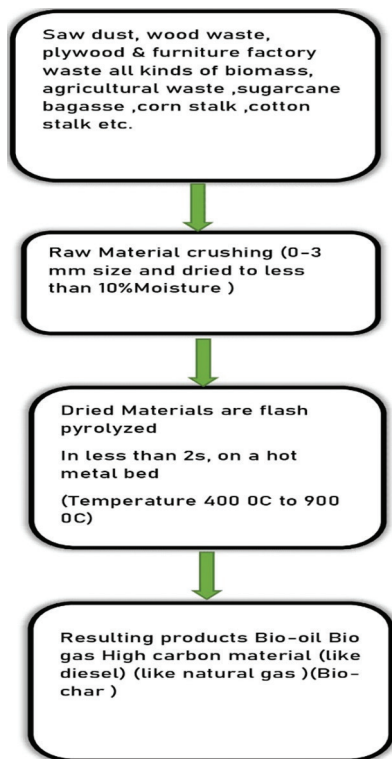 Saw dust, wood waste,
plywood & furniture factory
waste all kinds of biomass,
agricultural waste ,sugarcane
bagasse ,corn stalk ,cotton
stalk etc.
Raw Material crushing (0-3
mm size and dried to less
than 10%Moisture )
Dried Materials are flash
pyrolyzed
In less than 2s, on a hot
metal bed
(Temperature 400 0C to 900
0C)
Resulting products Bio-oil Bio
gas High carbon material (like
diesel) (like natural gas )(Bio-
char )